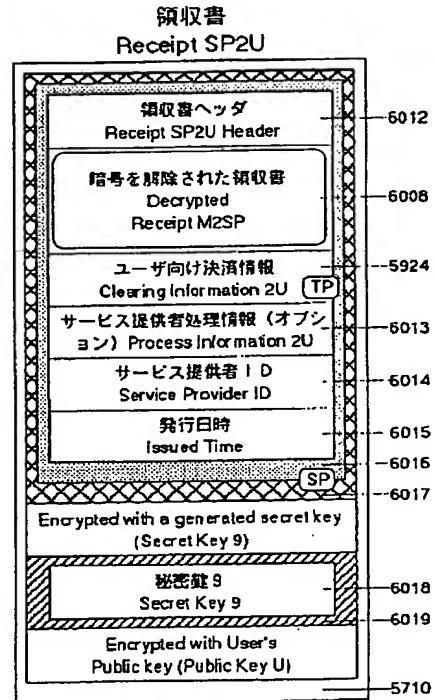 領収書
Receipt SP2U
領収書ヘッダ
Receipt SP2U Header
6012
暗号を解除された領収書
Decrypted
Receipt M2SP
6008
ユーザ向け決済情報
Clearing Information 2U
TP
5924
サービス提供者処理情報（オプシ
ョン）Process Information 2U
6013
サービス提供者ID
Service Provider ID
6014
発行日時
Issued Time
6015
6016
SP
6017
Encrypted with a generated secret key
(Secret Key 9)
秘密鍵 9
Secret Key 9
6018
6019
Encrypted with User's
Public key (Public Key U)
5710